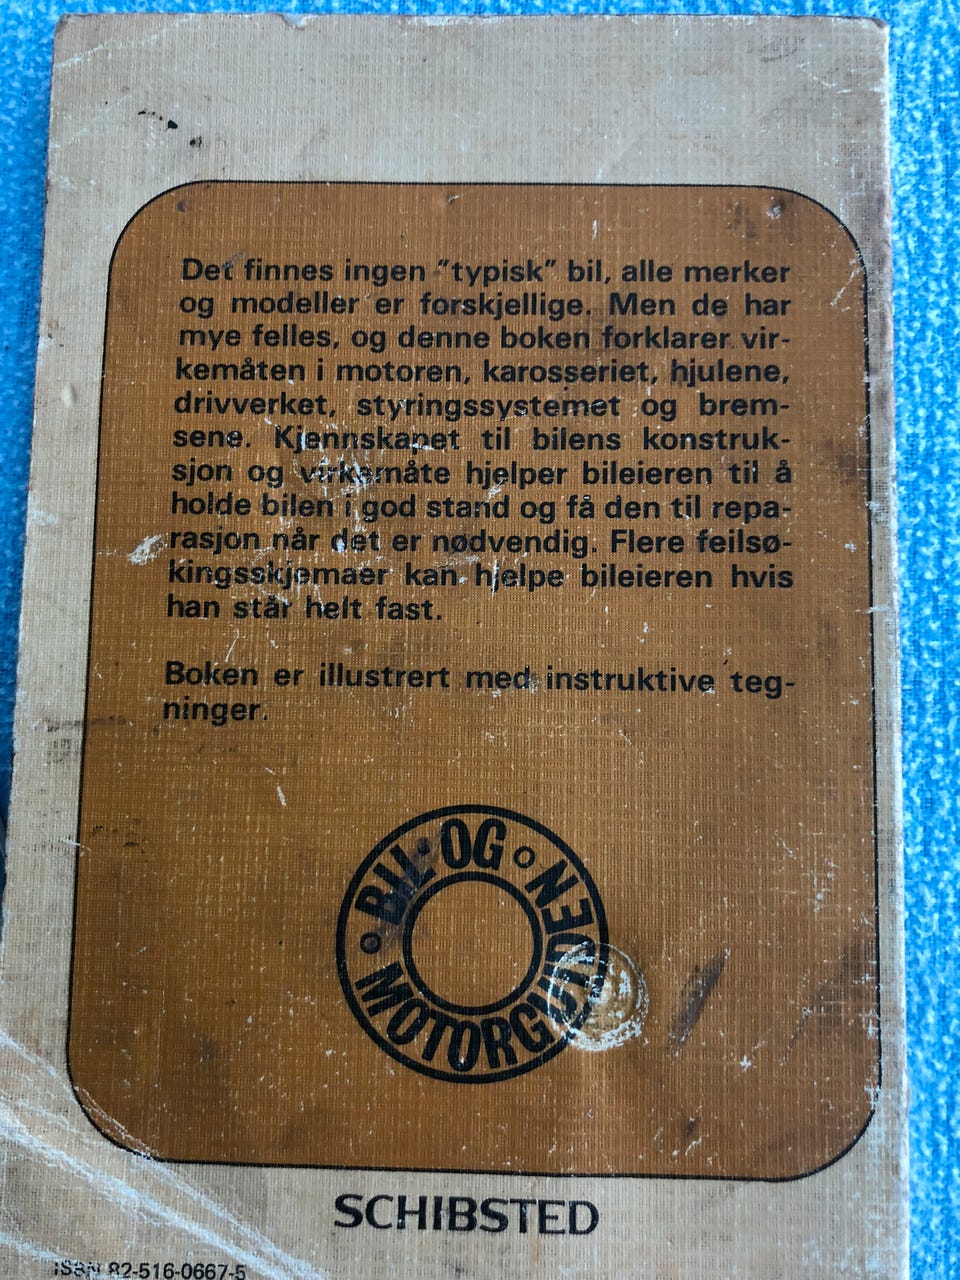 Det finnes ingen "typisk" bil, alle merker
og modeller er forskjellige. Men de har
mye felles, og denne boken forklarer vir-
kemåten i motoren, karosseriet, hjulene,
drivverket, styringssystemet og brem-
sene. Kjennskapet til bilens konstruk-
sjon og virkemåte hjelper bileieren til å
holde bilen i god stand og få den til repa-
rasjon når det er nødvendig. Flere feilsø-
kingsskjemaer kan hjelpe bileieren hvis
han står helt fast.
Boken er illustrert med instruktive teg-
ninger.
BIL OG
MOTORGUIDEN
SCHIBSTED
ISBN 82-516-0667-5